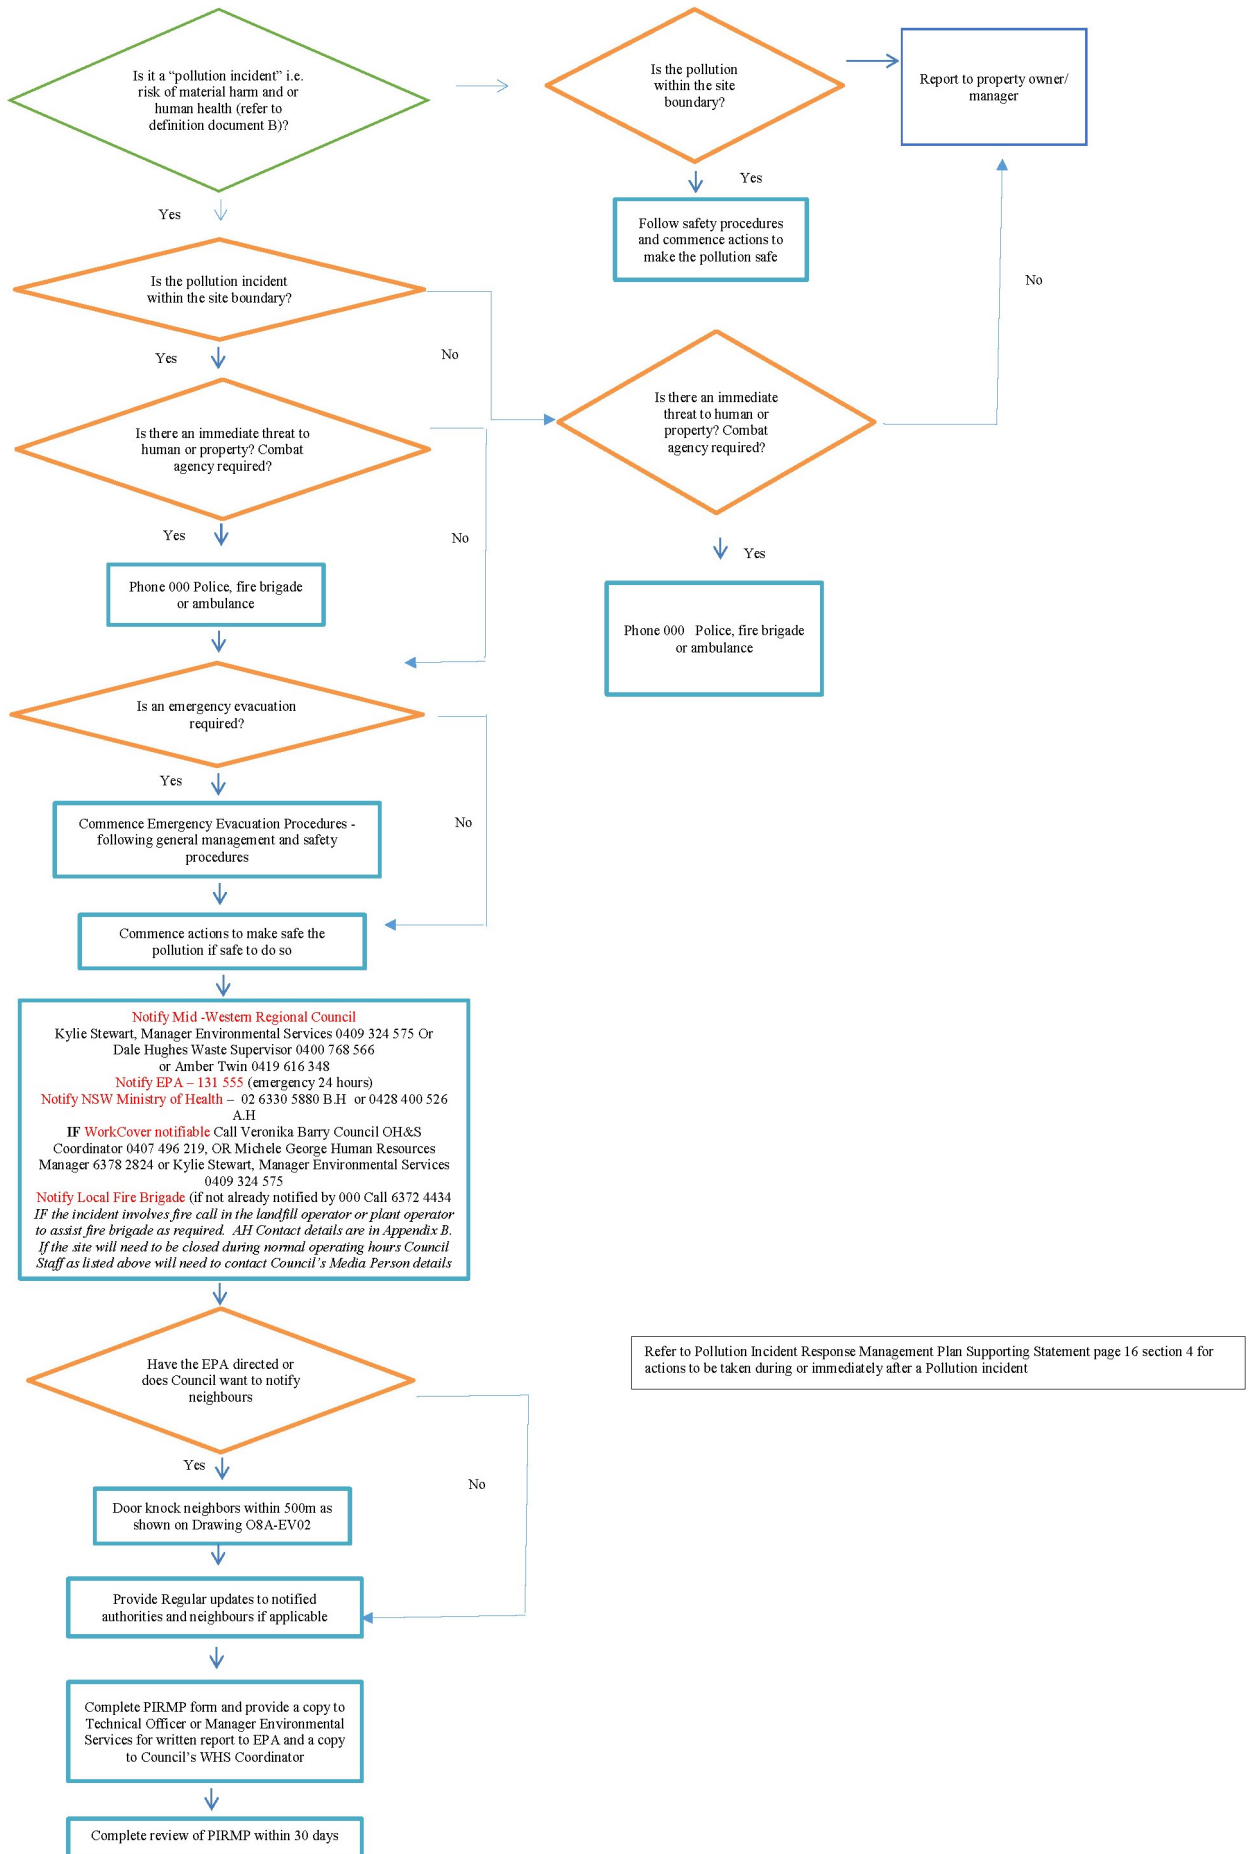 Is it a “pollution incident” i.e.
risk of material harm and or
human health (refer to
definition document B)?
Is the pollution
within the site
boundary?
Report to property owner/
manager
Yes
Follow safety procedures
and commence actions to
make the pollution safe
Yes
Is the pollution incident
within the site boundary?
No
Yes
No
Is there an immediate threat to
human or property? Combat
agency required?
Is there an immediate
threat to human or
property? Combat
agency required?
Yes
No
Yes
Phone 000 Police, fire brigade
or ambulance
Phone 000 Police, fire brigade
or ambulance
Is an emergency evacuation
required?
Yes
No
Commence Emergency Evacuation Procedures -
following general management and safety
procedures
Commence actions to make safe the
pollution if safe to do so
Notify Mid -Western Regional Council
Kylie Stewart, Manager Environmental Services 0409 324 575 Or
Dale Hughes Waste Supervisor 0400 768 566
or Amber Twin 0419 616 348
Notify EPA – 131 555 (emergency 24 hours)
Notify NSW Ministry of Health – 02 6330 5880 B.H or 0428 400 526
A.H
IF WorkCover notifiable Call Veronika Barry Council OH&S
Coordinator 0407 496 219, OR Michele George Human Resources
Manager 6378 2824 or Kylie Stewart, Manager Environmental Services
0409 324 575
Notify Local Fire Brigade (if not already notified by 000 Call 6372 4434
IF the incident involves fire call in the landfill operator or plant operator
to assist fire brigade as required. AH Contact details are in Appendix B.
If the site will need to be closed during normal operating hours Council
Staff as listed above will need to contact Council’s Media Person details
Have the EPA directed or
does Council want to notify
neighbours
Refer to Pollution Incident Response Management Plan Supporting Statement page 16 section 4 for
actions to be taken during or immediately after a Pollution incident
Yes
No
Door knock neighbors within 500m as
shown on Drawing O8A-EV02
Provide Regular updates to notified
authorities and neighbours if applicable
Complete PIRMP form and provide a copy to
Technical Officer or Manager Environmental
Services for written report to EPA and a copy
to Council’s WHS Coordinator
Complete review of PIRMP within 30 days